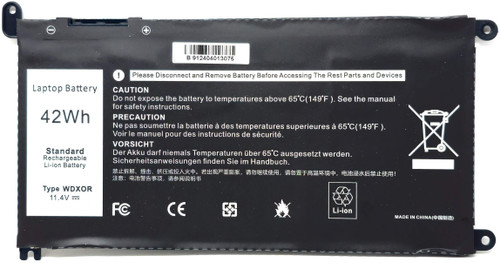 B 912404013076
! Please Disconnect and Remove Battery Before Accessing The Rest Parts and Devices.
Laptop Battery
42Wh
Standard
Rechargeable
Li-ion Battery
Type WDXOR
11.4V
CAUTION
Do not expose the battery to temperatures above 65°C(149°F). See the manual
for safety instructions.
PRECAUTION
Ne pas soumettre la batterie à des temperatures superieures à 65°C(149°F).
Voir le manuel pour des instructions de sécurité.
VORSICHT
Der Akku darf niemals Temperaturen über 65°C ausgesetzt werden.
Sicherheitsanweisungen finden Sie im Handbuch.
FC
CE
Li-ion
MADE IN CHINA(中国制造)